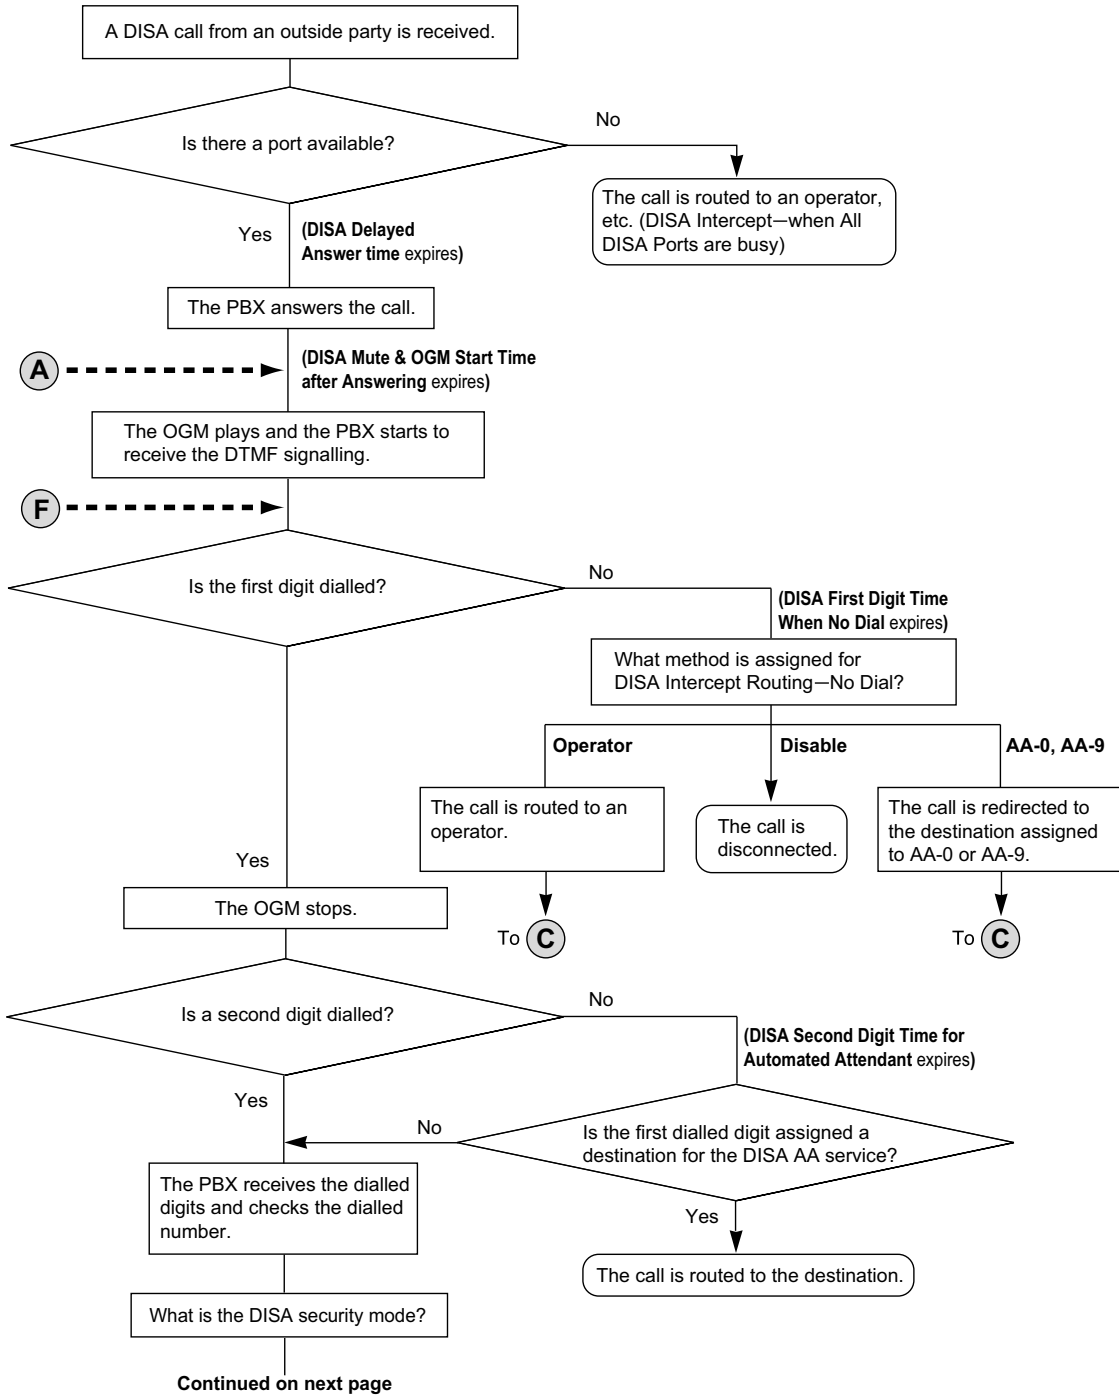 A DISA call from an outside party is received.
Is there a port available?
No
The call is routed to an operator,
etc. (DISA Intercept—when All
DISA Ports are busy)
Yes
(DISA Delayed
Answer time expires)
The PBX answers the call.
A
(DISA Mute & OGM Start Time
after Answering expires)
The OGM plays and the PBX starts to
receive the DTMF signalling.
F
Is the first digit dialled?
No
(DISA First Digit Time
When No Dial expires)
What method is assigned for
DISA Intercept Routing—No Dial?
Operator
Disable
AA-0, AA-9
The call is routed to an
operator.
The call is
disconnected.
The call is redirected to
the destination assigned
to AA-0 or AA-9.
To C
To C
Yes
The OGM stops.
Is a second digit dialled?
No
(DISA Second Digit Time for
Automated Attendant expires)
Yes
No
Is the first dialled digit assigned a
destination for the DISA AA service?
The PBX receives the dialled
digits and checks the dialled
number.
Yes
The call is routed to the destination.
What is the DISA security mode?
Continued on next page